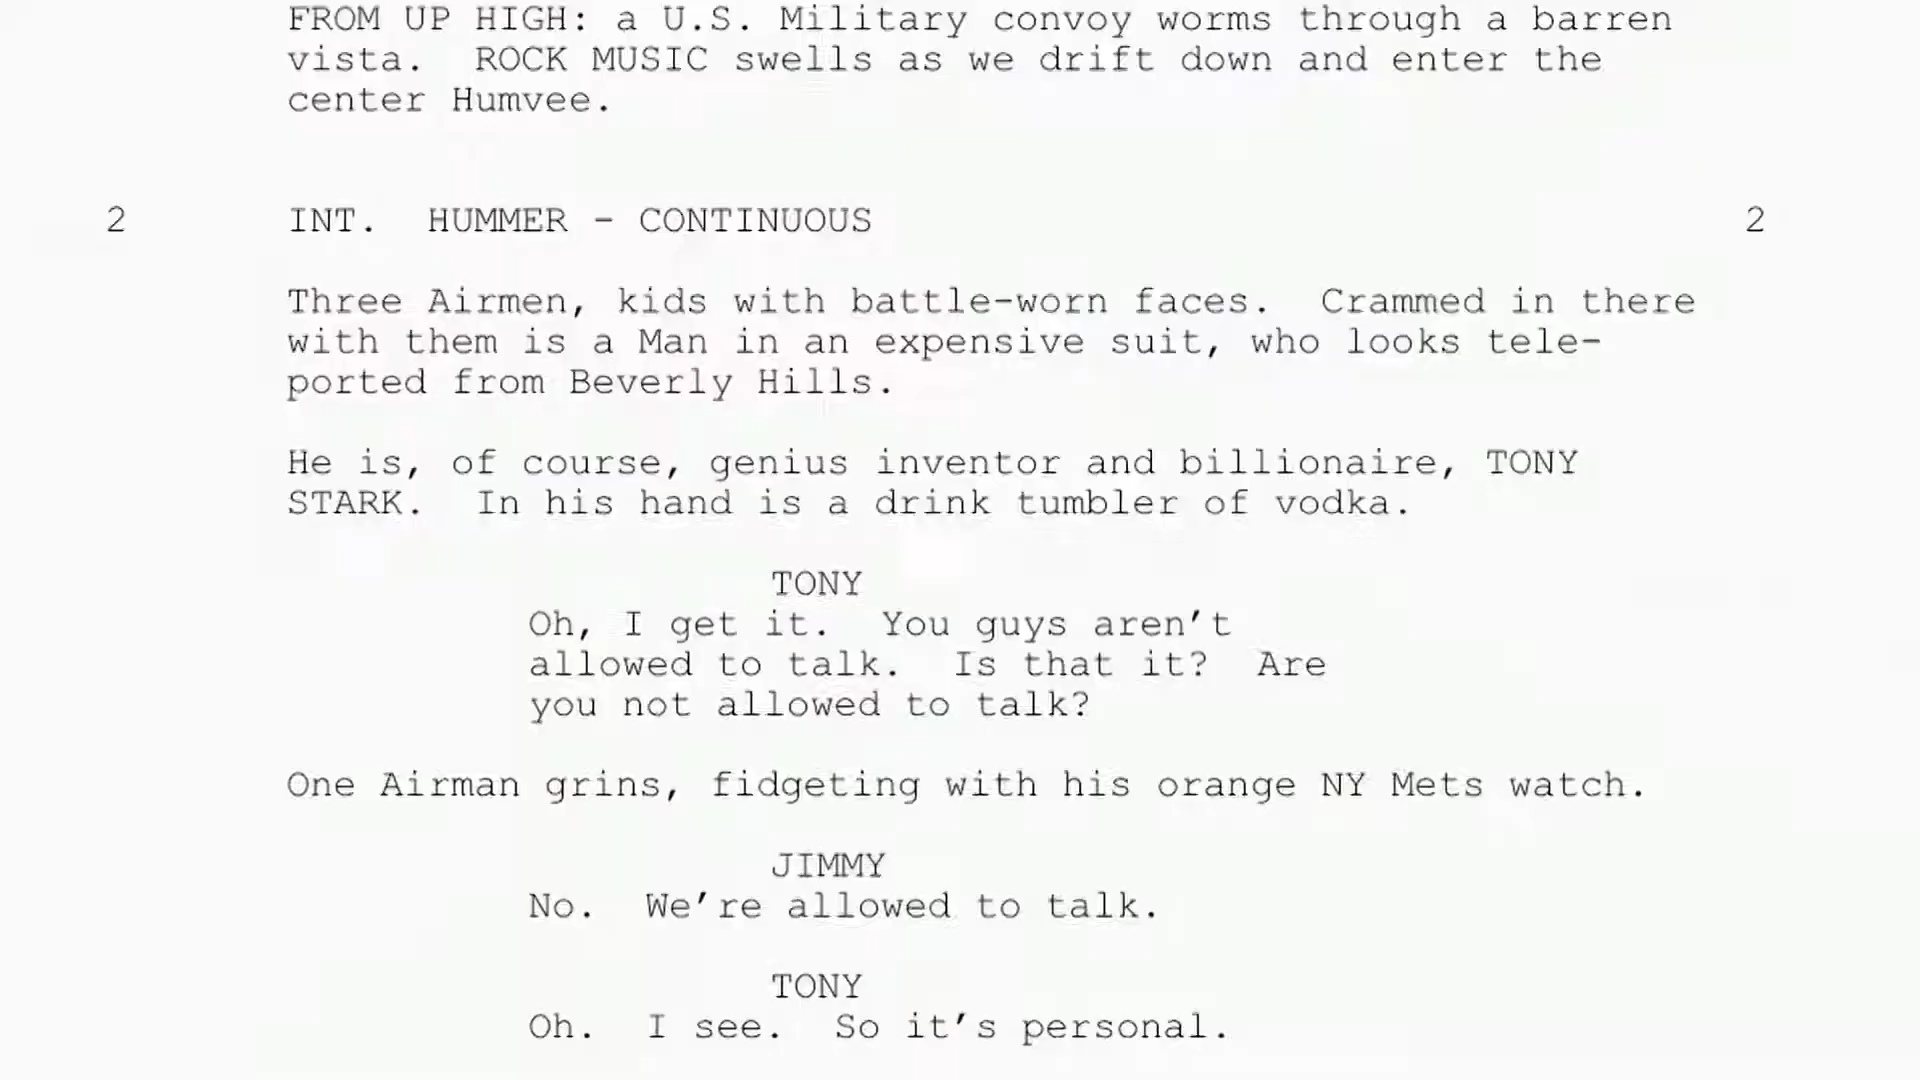 FROM UP HIGH: a U.S. Military convoy worms through a barren
vista.  ROCK MUSIC swells as we drift down and enter the
center Humvee.
2 INT.  HUMMER - CONTINUOUS 2
Three Airmen, kids with battle-worn faces.  Crammed in there
with them is a Man in an expensive suit, who looks tele-
ported from Beverly Hills.
He is, of course, genius inventor and billionaire, TONY
STARK.  In his hand is a drink tumbler of vodka.
TONY
Oh, I get it.  You guys aren't
allowed to talk.  Is that it?  Are
you not allowed to talk?
One Airman grins, fidgeting with his orange NY Mets watch.
JIMMY
No.  We're allowed to talk.
TONY
Oh.  I see.  So it's personal.